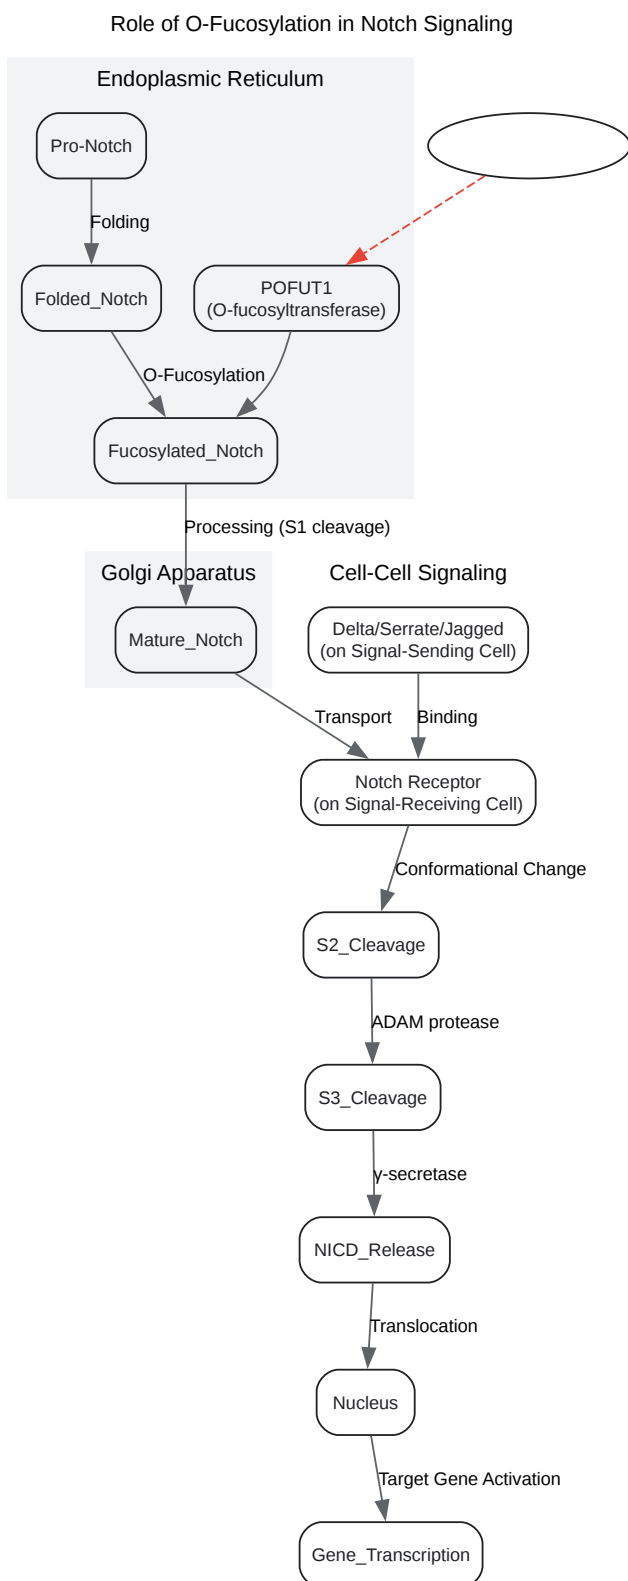 Role of O-Fucosylation in Notch Signaling
Endoplasmic Reticulum
Pro-Notch
Folding
Folded_Notch
POFUT1
(O-fucosyltransferase)
O-Fucosylation
Fucosylated_Notch
Processing (S1 cleavage)
Golgi Apparatus
Cell-Cell Signaling
Mature_Notch
Delta/Serrate/Jagged
(on Signal-Sending Cell)
Transport
Binding
Notch Receptor
(on Signal-Receiving Cell)
Conformational Change
S2_Cleavage
ADAM protease
S3_Cleavage
γ-secretase
NICD_Release
Translocation
Nucleus
Target Gene Activation
Gene_Transcription